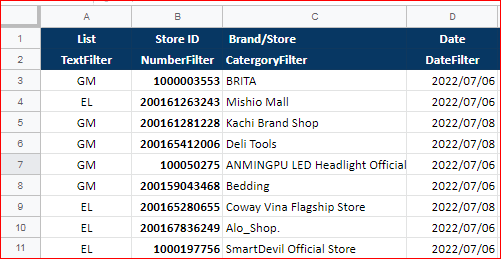 A B C D
1 List Store ID Brand/Store Date
2 TextFilter NumberFilter CatergoryFilter DateFilter
3 GM 1000003553 BRITA 2022/07/06
4 EL 200161263243 Mishio Mall 2022/07/06
5 GM 200161281228 Kachi Brand Shop 2022/07/08
6 GM 200165412006 Deli Tools 2022/07/08
7 GM 100050275 ANMINGPU LED Headlight Official 2022/07/06
8 GM 200159043468 Bedding 2022/07/06
9 EL 200165280655 Coway Vina Flagship Store 2022/07/08
10 EL 200167836249 Alo_Shop. 2022/07/06
11 EL 1000197756 SmartDevil Official Store 2022/07/06